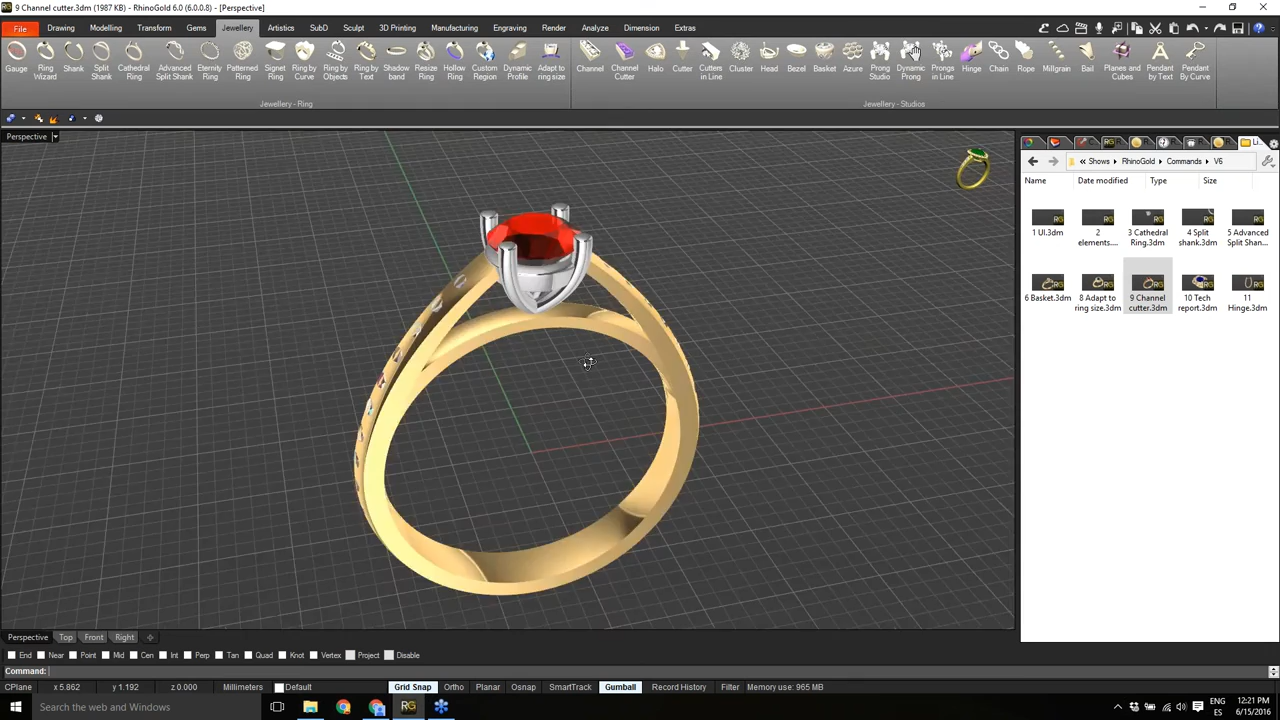 9 Channel cutter.3dm (1987 KB) - RhinoGold 6.0 (6.0.0.8) - [Perspective]
File Drawing Modelling Transform Gems Jewellery Artistics SubD Sculpt 3D Printing Manufacturing Engraving Render Analyze Dimension Extras
Gauge Ring Wizard Shank Split Shank Cathedral Ring Advanced Split Shank Eternity Ring Patterned Ring Signet Ring Ring by Curve Ring by Objects Ring by Text Shadow band Resize Ring Hollow Ring Custom Region Dynamic Profile Adapt to ring size Channel Channel Cutter Halo Cutter Cutters in Line Cluster Head Bezel Basket Azure Prong Studio Dynamic Prong Prongs in Line Hinge Chain Rope Millgrain Bail Planes and Cubes Pendant by Text Pendant By Curve
Jewellery - Ring Jewellery - Studios
Perspective
Li...
Shows RhinoGold Commands V6
Name Date modified Type Size
1 UI.3dm 2 elements.... 3 Cathedral Ring.3dm 4 Split shank.3dm 5 Advanced Split Shan...
6 Basket.3dm 8 Adapt to ring size.3dm 9 Channel cutter.3dm 10 Tech report.3dm 11 Hinge.3dm
Perspective Top Front Right
End Near Point Mid Cen Int Perp Tan Quad Knot Vertex Project Disable
Command:
CPlane x 5.862 y 1.192 z 0.000 Millimeters Default Grid Snap Ortho Planar Osnap SmartTrack Gumball Record History Filter Memory use: 965 MB
Search the web and Windows
RG
ENG 12:21 PM
ES 6/15/2016